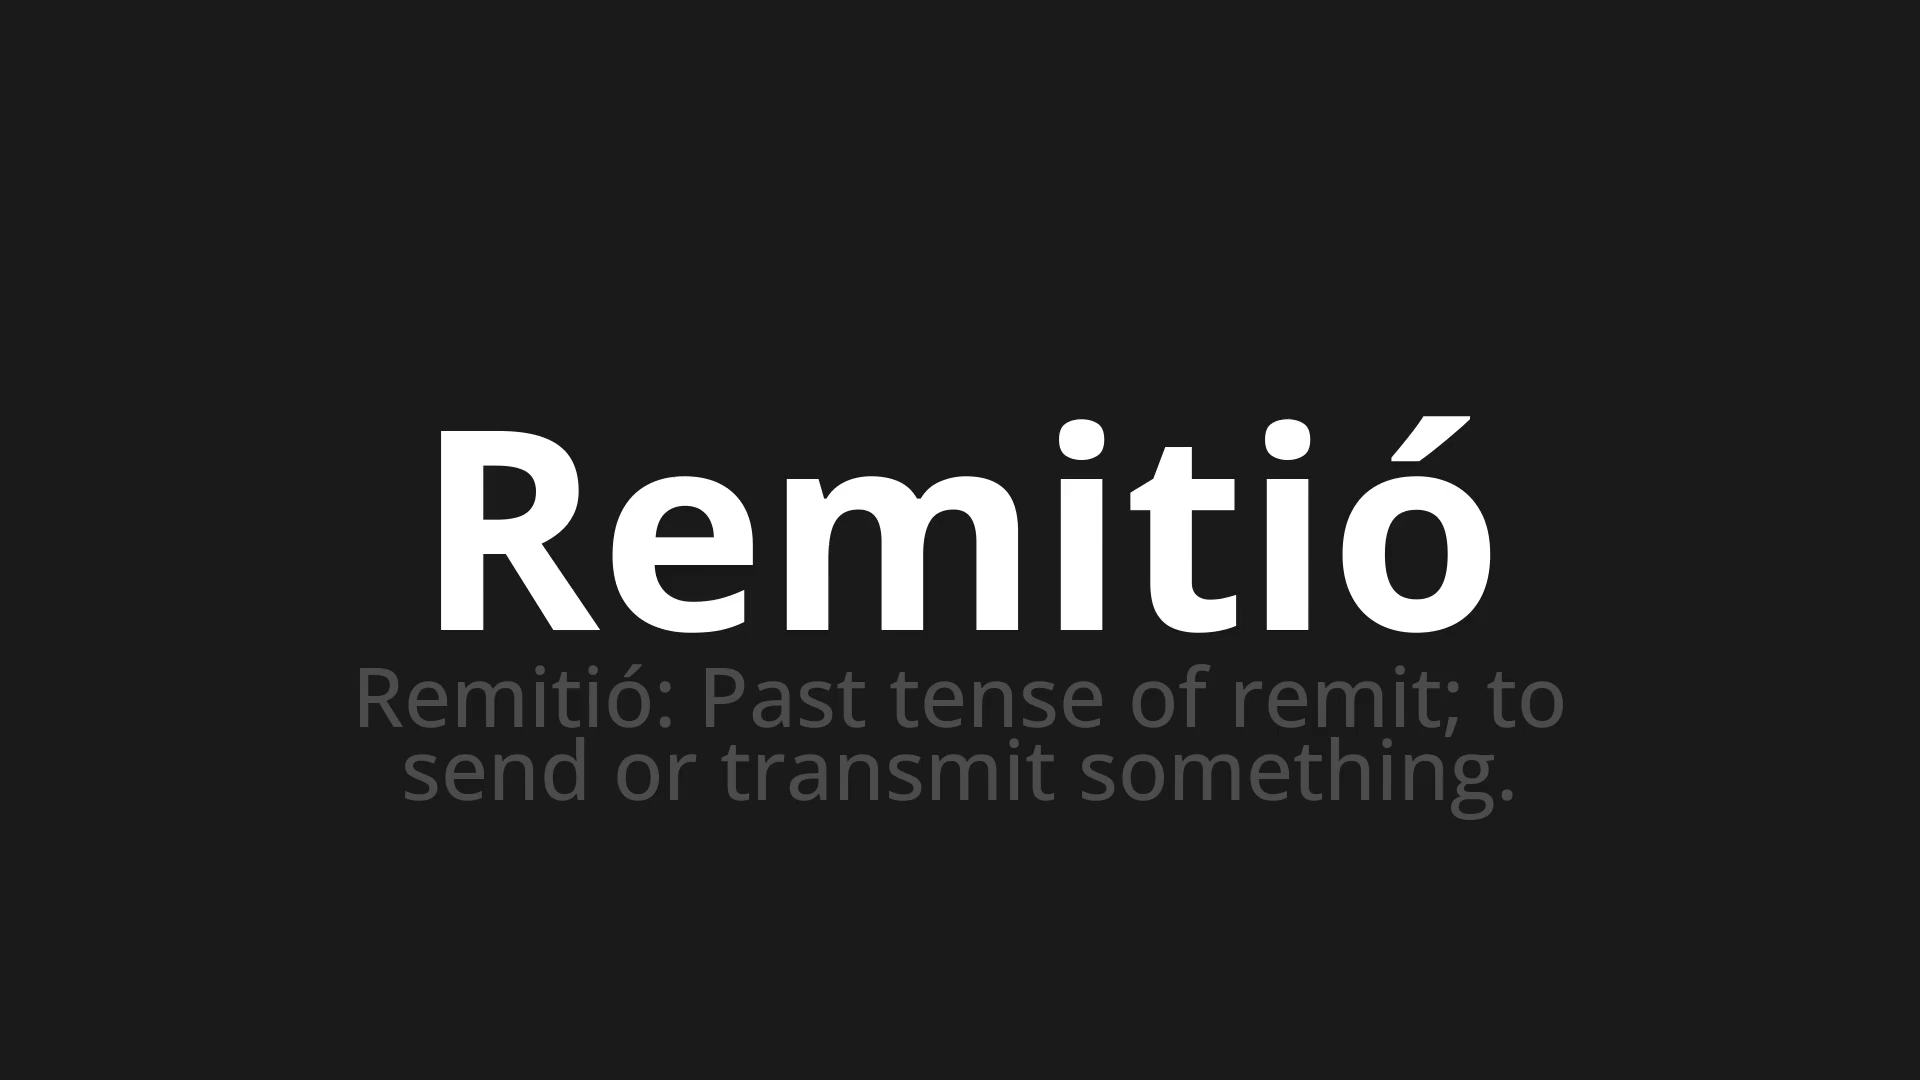 Remitió
Remitió: Past tense of remit; to
send or transmit something.